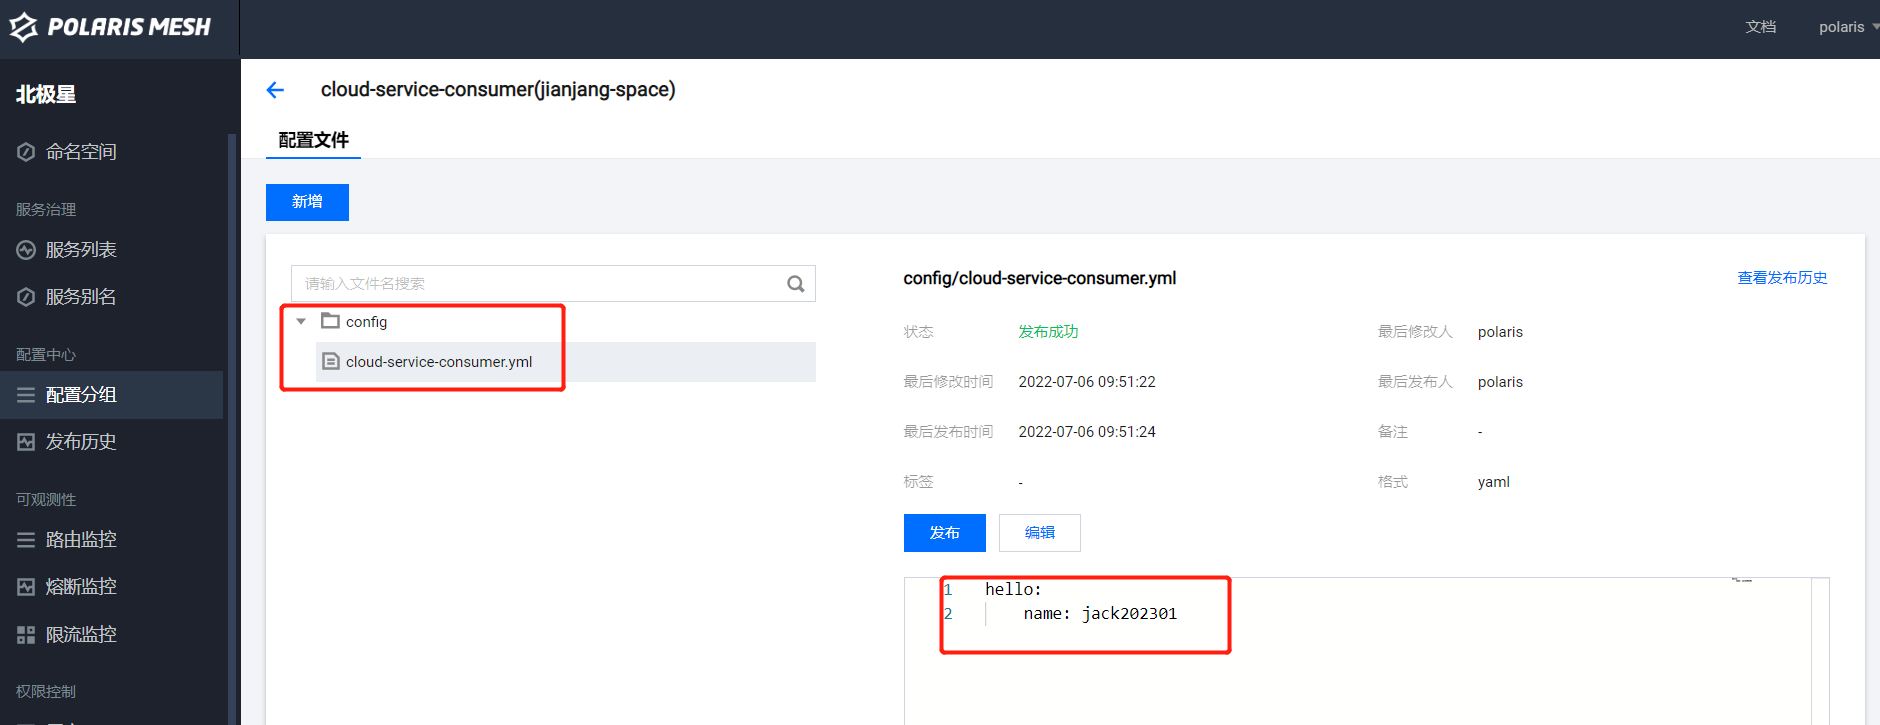 POLARIS MESH
文档
polaris
北极星
命名空间
服务治理
服务列表
服务别名
配置中心
配置分组
发布历史
可观测性
路由监控
熔断监控
限流监控
权限控制
cloud-service-consumer(jianjang-space)
配置文件
新增
请输入文件名搜索
config
cloud-service-consumer.yml
config/cloud-service-consumer.yml
查看发布历史
状态 发布成功
最后修改人 polaris
最后修改时间 2022-07-06 09:51:22
最后发布人 polaris
最后发布时间 2022-07-06 09:51:24
备注 -
标签 -
格式 yaml
发布
编辑
1 hello:
2 name: jack202301